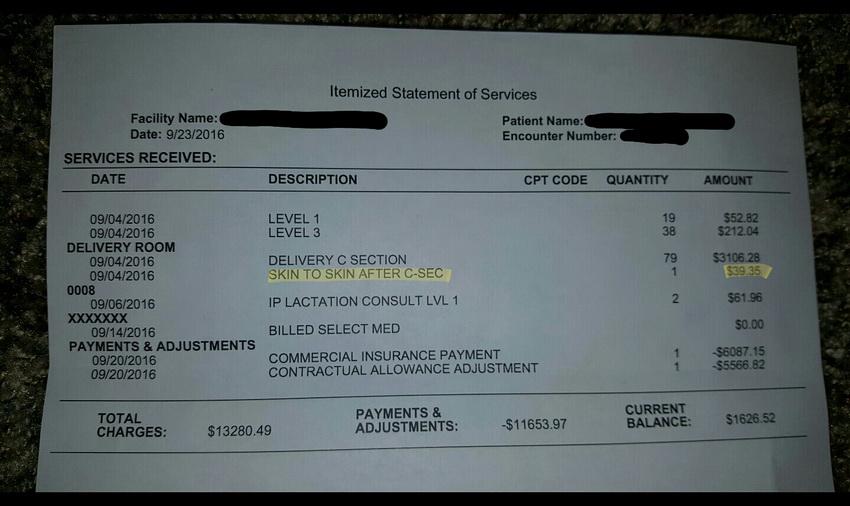 Itemized Statement of Services
Facility Name: Patient Name:
Date: 9/23/2016 Encounter Number:
SERVICES RECEIVED:
DATE DESCRIPTION CPT CODE QUANTITY AMOUNT
09/04/2016 LEVEL 1 19 $52.82
09/04/2016 LEVEL 3 38 $212.04
DELIVERY ROOM
09/04/2016 DELIVERY C SECTION 79 $3106.28
09/04/2016 SKIN TO SKIN AFTER C-SEC 1 $39.35
0008
09/06/2016 IP LACTATION CONSULT LVL 1 2 $61.96
XXXXXXX
09/14/2016 BILLED SELECT MED $0.00
PAYMENTS & ADJUSTMENTS
09/20/2016 COMMERCIAL INSURANCE PAYMENT 1 -$6087.15
09/20/2016 CONTRACTUAL ALLOWANCE ADJUSTMENT 1 -$5566.82
TOTAL CHARGES: $13280.49 PAYMENTS & ADJUSTMENTS: -$11653.97 CURRENT BALANCE: $1626.52